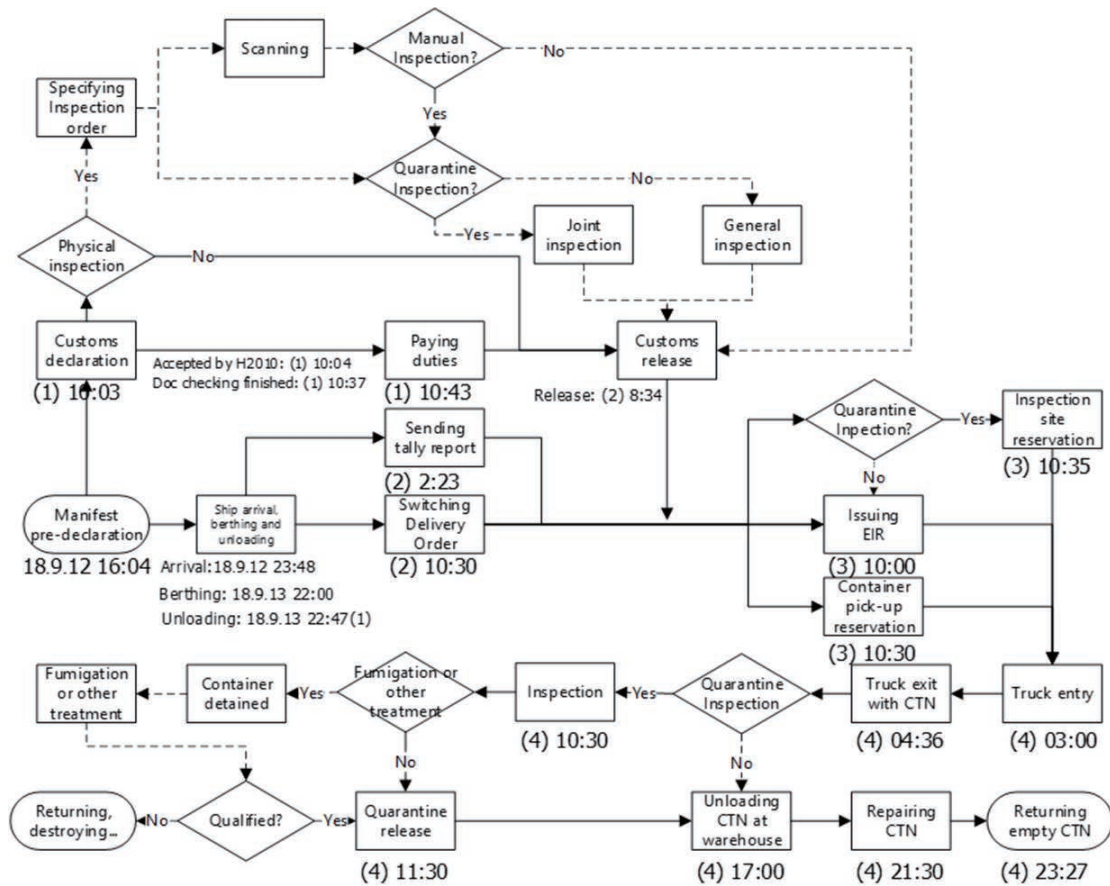 Scanning
Manual
Inspection?
No
Specifying
Inspection
order
Yes
Yes
Quarantine
Inspection?
No
Yes
Joint
inspection
General
inspection
Physical
inspection
No
Customs
declaration
(1) 10:03
Accepted by H2010: (1) 10:04
Doc checking finished: (1) 10:37
Paying
duties
(1) 10:43
Customs
release
Release: (2) 8:34
Quarantine
Inpection?
Yes
Inspection
site
reservation
(3) 10:35
No
Sending
tally report
(2) 2:23
Manifest
pre-declaration
18.9.12 16:04
Ship arrival,
berthing and
unloading
Arrival:18.9.12 23:48
Berthing: 18.9.13 22:00
Unloading: 18.9.13 22:47(1)
Switching
Delivery
Order
(2) 10:30
Issuing
EIR
(3) 10:00
Container
pick-up
reservation
(3) 10:30
Fumigation
or other
treatment
Container
detained
Yes
Fumigation or
other
treatment
Inspection
(4) 10:30
Yes
Quarantine
Inspection
Truck exit
with CTN
(4) 04:36
Truck entry
(4) 03:00
No
No
Returning,
destroying...
No
Qualified?
Yes
Quarantine
release
(4) 11:30
Unloading
CTN at
warehouse
(4) 17:00
Repairing
CTN
(4) 21:30
Returning
empty CTN
(4) 23:27